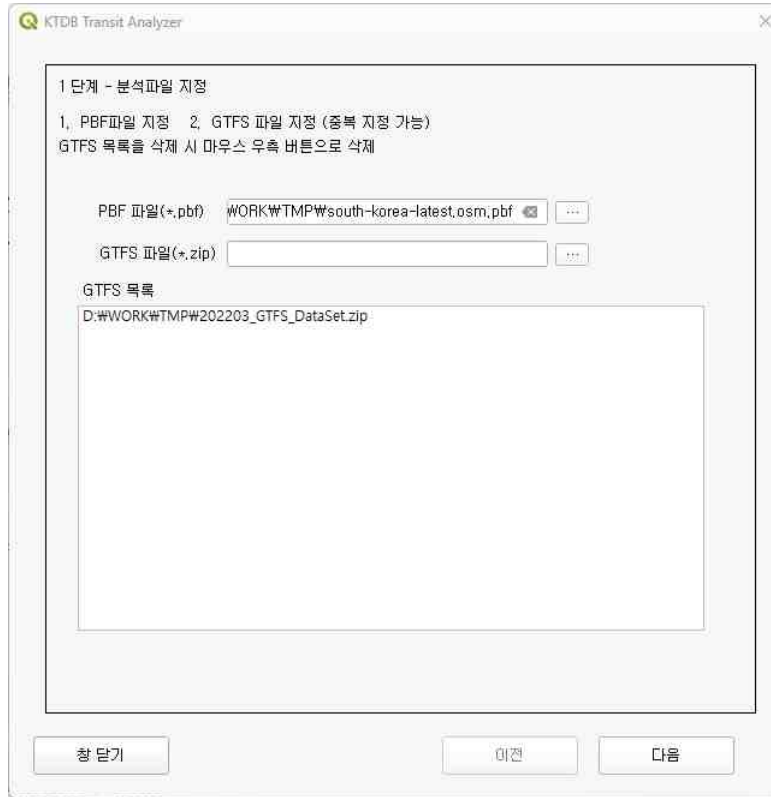 KTDB Transit Analyzer
1 단계 - 분석파일 지정
1, PBF파일 지정 2, GTFS 파일 지정 (중복 지정 가능)
GTFS 목록을 삭제 시 마우스 우측 버튼으로 삭제
PBF 파일(*.pbf) WORK₩TMP₩south-korea-latest.osm.pbf ...
GTFS 파일(*.zip) ...
GTFS 목록
D:₩WORK₩TMP₩202203_GTFS_DataSet.zip
창 닫기 이전 다음